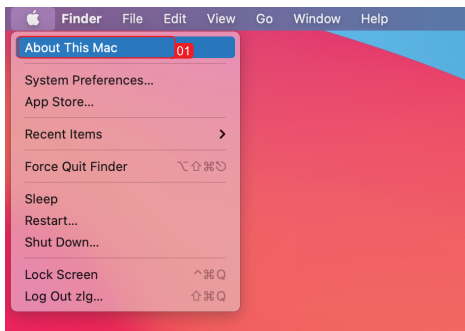 Finder File Edit View Go Window Help
About This Mac 01
System Preferences...
App Store...
Recent Items
Force Quit Finder ⌥⇧⌘⎋
Sleep
Restart...
Shut Down...
Lock Screen ^⌘Q
Log Out zlg... ⇧⌘Q